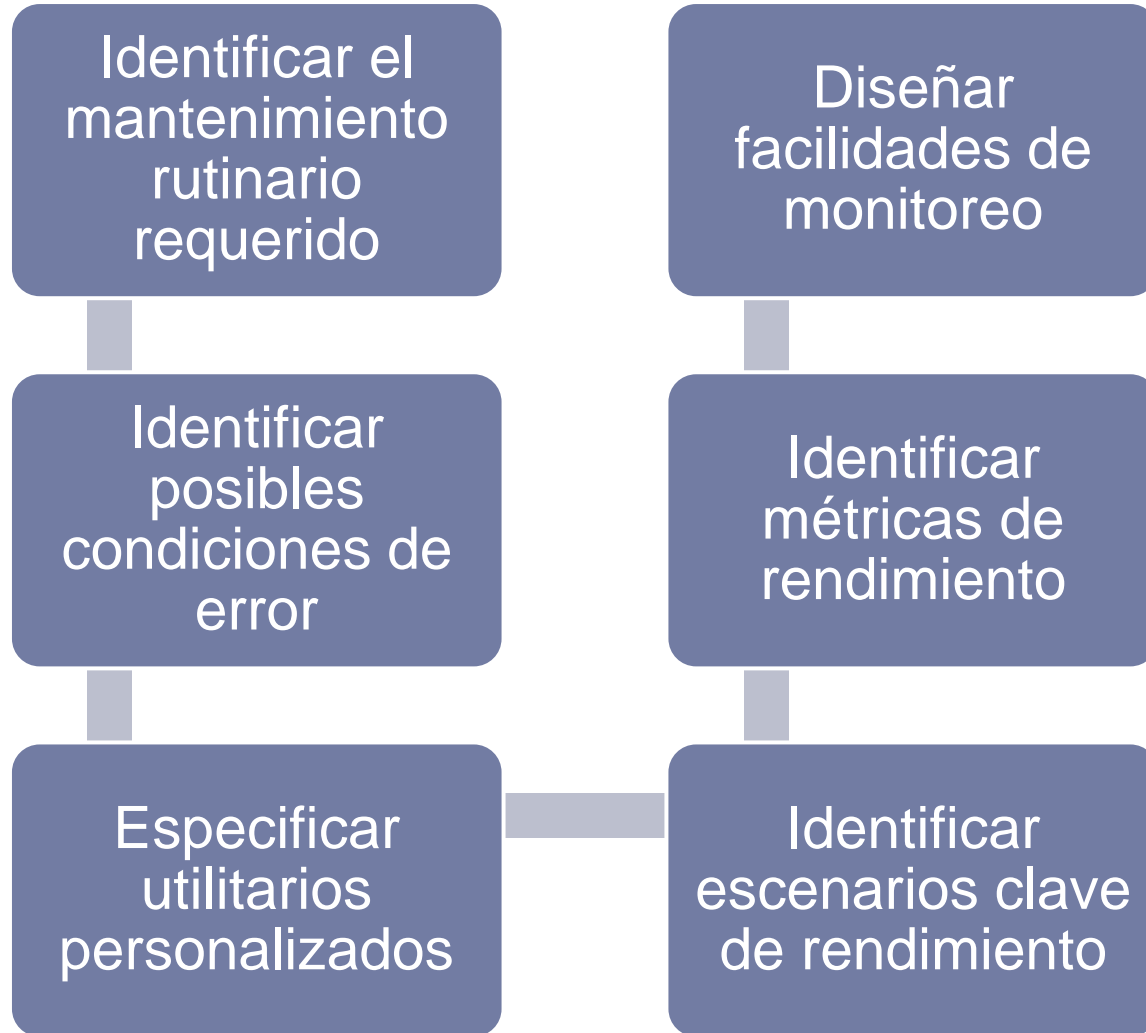 Identificar el
mantenimiento
rutinario
requerido
Identificar
posibles
condiciones de
error
Especificar
utilitarios
personalizados
Identificar
escenarios clave
de rendimiento
Identificar
métricas de
rendimiento
Diseñar
facilidades de
monitoreo